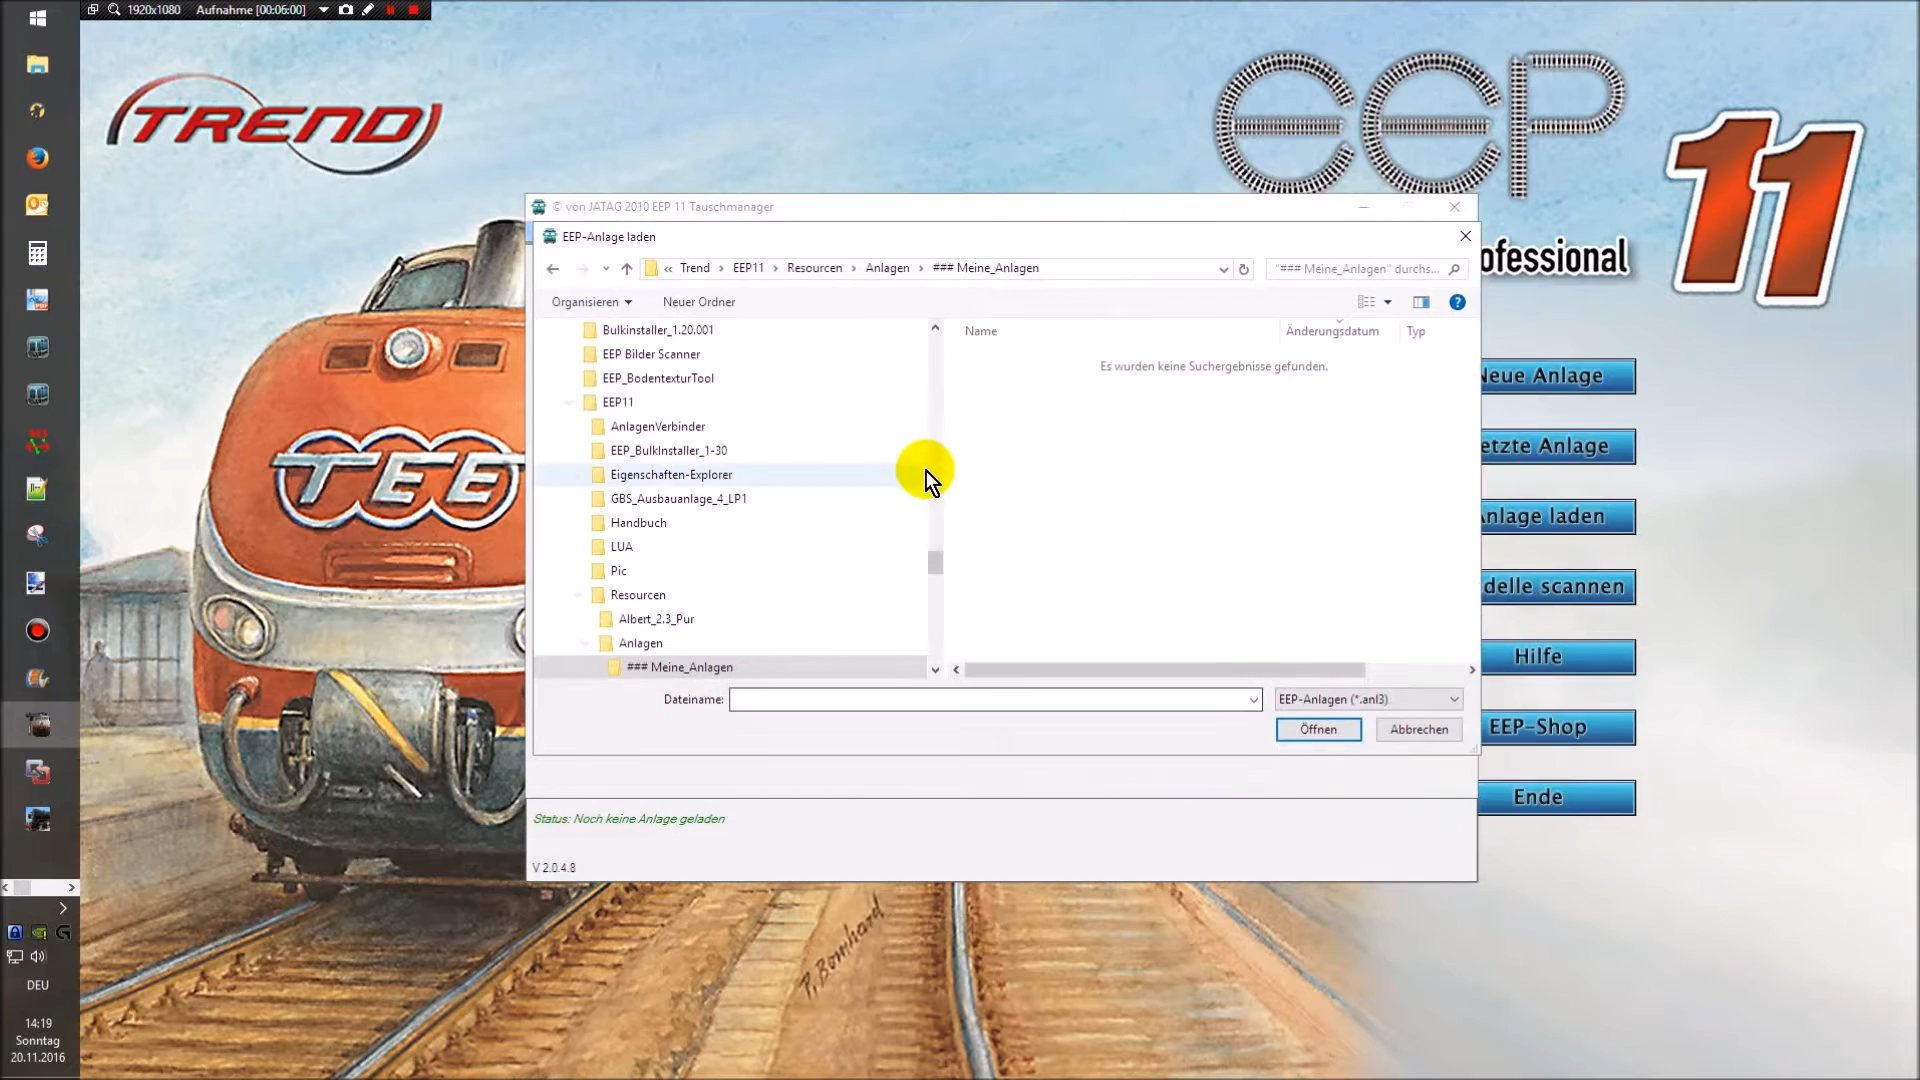 1920x1080 Aufnahme [00:06:00]
TREND
eeP 11
ofessional
© von JATAG 2010 EEP 11 Tauschmanager
EEP-Anlage laden
« Trend › EEP11 › Resourcen › Anlagen › ### Meine_Anlagen
"### Meine_Anlagen" durchs...
Organisieren
Neuer Ordner
Bulkinstaller_1.20.001
EEP Bilder Scanner
EEP_BodentexturTool
EEP11
AnlagenVerbinder
EEP_BulkInstaller_1-30
Eigenschaften-Explorer
GBS_Ausbauanlage_4_LP1
Handbuch
LUA
Pic
Resourcen
Albert_2.3_Pur
Anlagen
### Meine_Anlagen
Name
Änderungsdatum
Typ
Es wurden keine Suchergebnisse gefunden.
Dateiname:
EEP-Anlagen (*.anl3)
Öffnen
Abbrechen
Status: Noch keine Anlage geladen
V 2.0.4.8
Neue Anlage
etzte Anlage
Anlage laden
delle scannen
Hilfe
EEP-Shop
Ende
TEE
P. Bomhard
DEU
14:19
Sonntag
20.11.2016